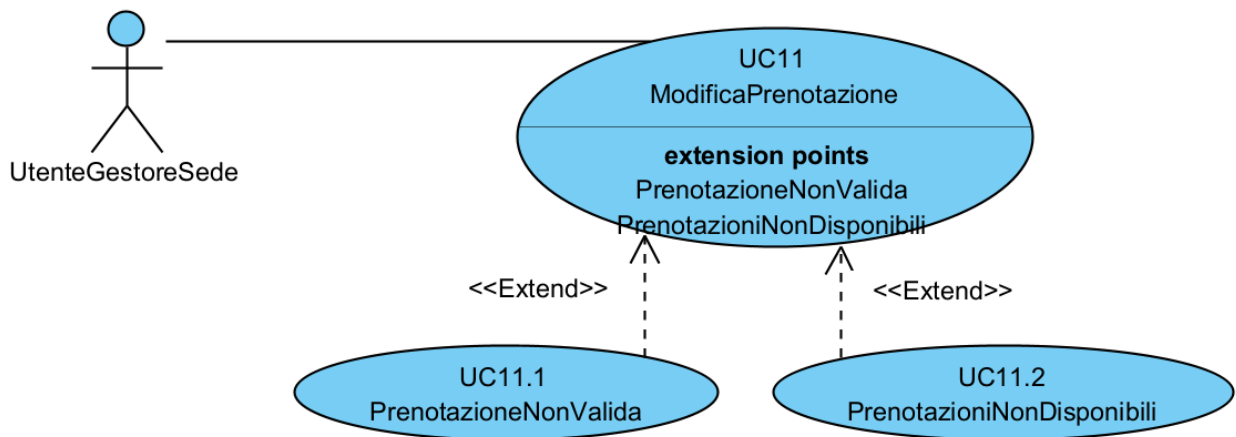 UC11
ModificaPrenotazione
extension points
PrenotazioneNonValida
PrenotazioniNonDisponibili
UtenteGestoreSede
<<Extend>>
<<Extend>>
UC11.1
PrenotazioneNonValida
UC11.2
PrenotazioniNonDisponibili